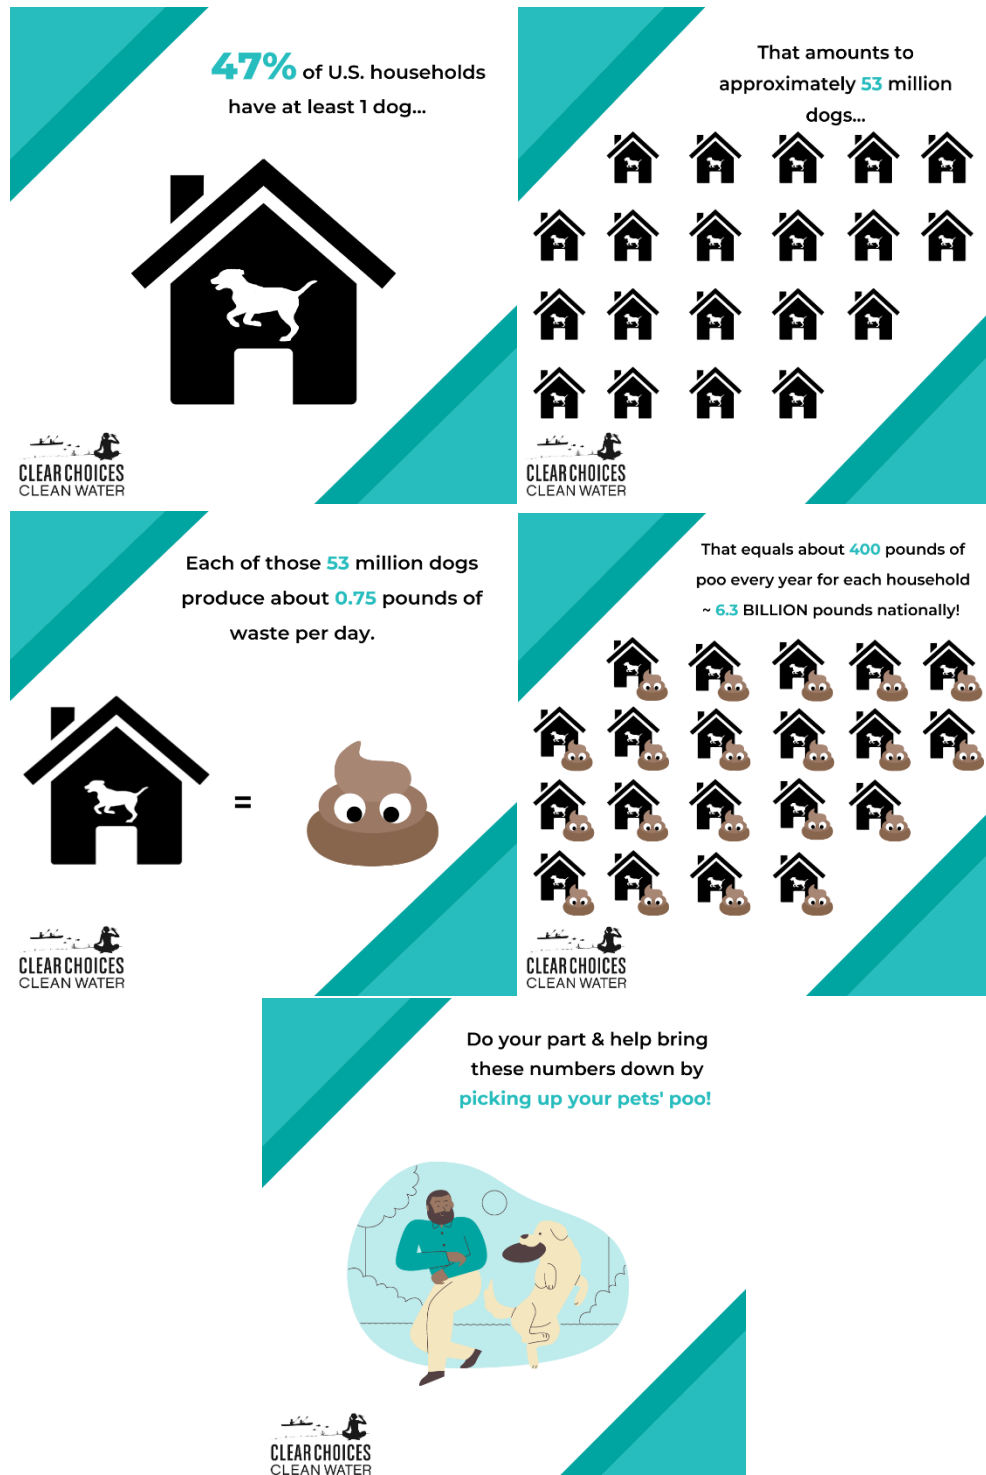 47% of U.S. households
have at least 1 dog...
CLEAR CHOICES
CLEAN WATER
That amounts to
approximately 53 million
dogs...
CLEAR CHOICES
CLEAN WATER
Each of those 53 million dogs
produce about 0.75 pounds of
waste per day.
=
CLEAR CHOICES
CLEAN WATER
That equals about 400 pounds of
poo every year for each household
~ 6.3 BILLION pounds nationally!
CLEAR CHOICES
CLEAN WATER
Do your part & help bring
these numbers down by
picking up your pets' poo!
CLEAR CHOICES
CLEAN WATER